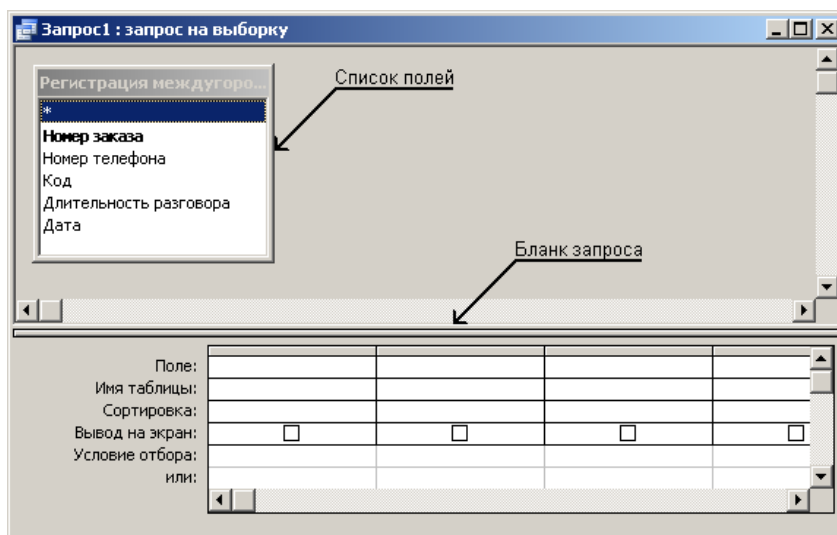 Запрос1 : запрос на выборку
Регистрация междугоро...
Список полей
*
Номер заказа
Номер телефона
Код
Длительность разговора
Дата
Бланк запроса
Поле:
Имя таблицы:
Сортировка:
Вывод на экран:
Условие отбора:
или: